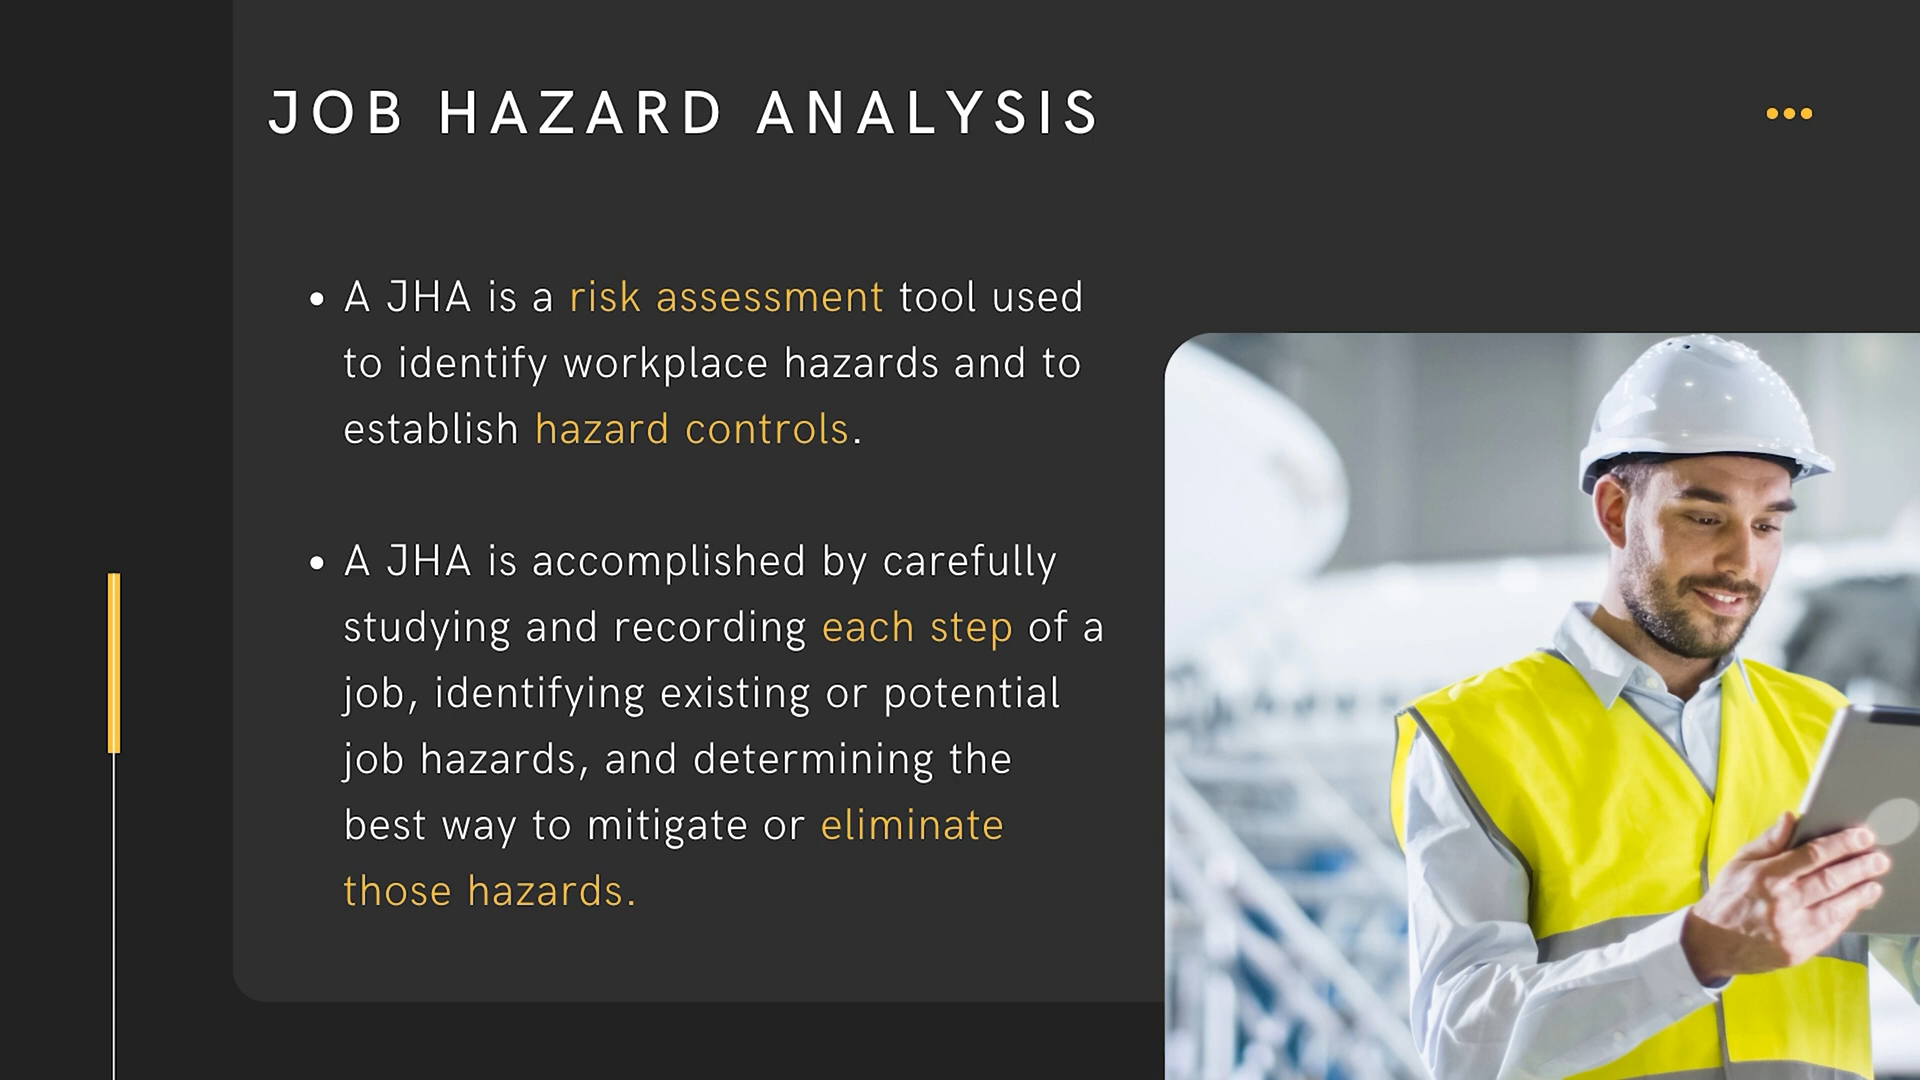 JOB HAZARD ANALYSIS
• A JHA is a risk assessment tool used
to identify workplace hazards and to
establish hazard controls.
• A JHA is accomplished by carefully
studying and recording each step of a
job, identifying existing or potential
job hazards, and determining the
best way to mitigate or eliminate
those hazards.